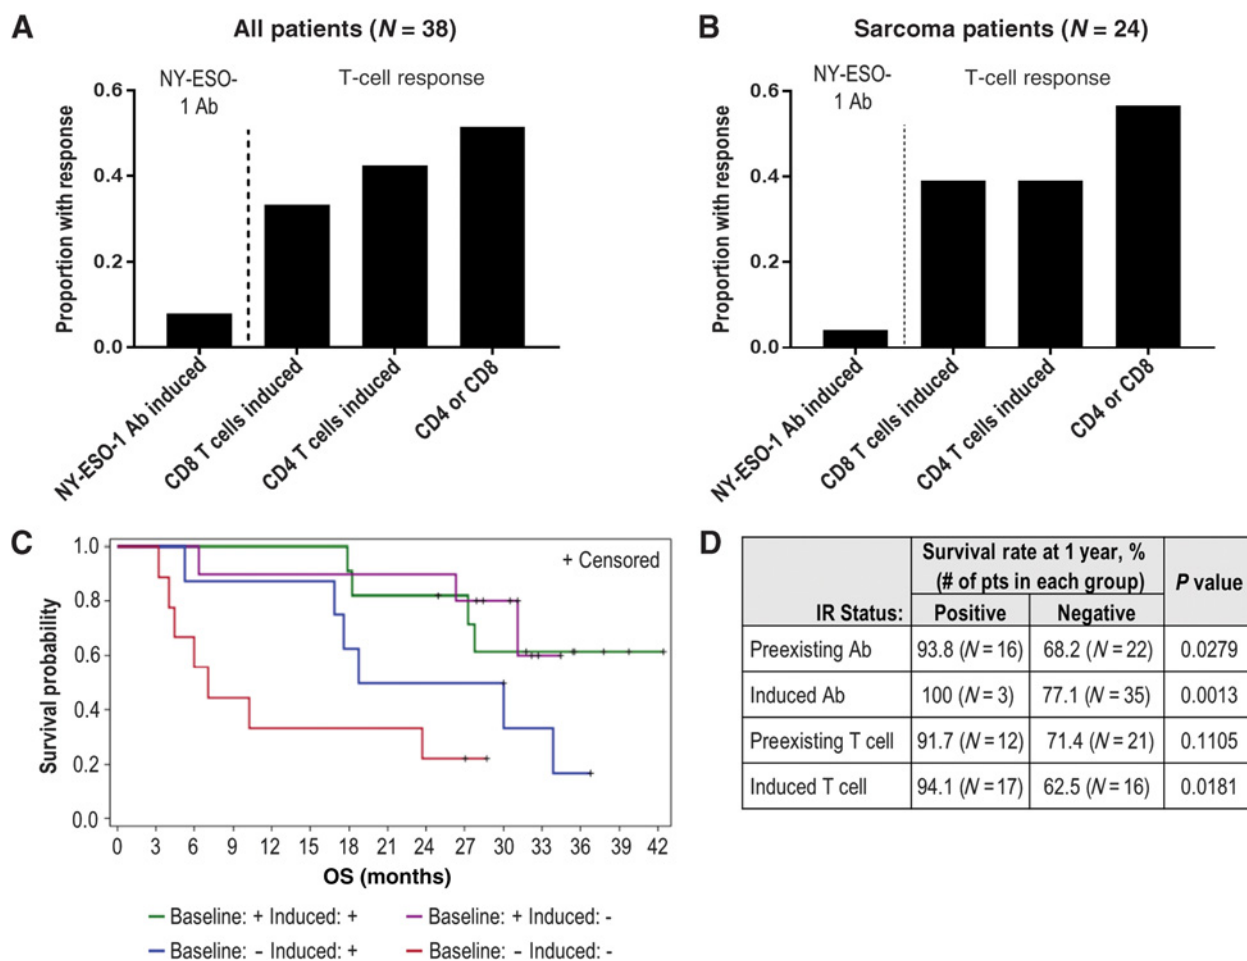 A
All patients (N = 38)
NY-ESO-
1 Ab
T-cell response
Proportion with response
0.6
0.4
0.2
0.0
NY-ESO-1 Ab induced
CD8 T cells induced
CD4 T cells induced
CD4 or CD8
B
Sarcoma patients (N = 24)
NY-ESO-
1 Ab
T-cell response
Proportion with response
0.6
0.4
0.2
0.0
NY-ESO-1 Ab induced
CD8 T cells induced
CD4 T cells induced
CD4 or CD8
C
+ Censored
Survival probability
1.0
0.8
0.6
0.4
0.2
0.0
0 3 6 9 12 15 18 21 24 27 30 33 36 39 42
OS (months)
Baseline: + Induced: +
Baseline: + Induced: -
Baseline: - Induced: +
Baseline: - Induced: -
D
Survival rate at 1 year, %
(# of pts in each group)
P value
IR Status: Positive Negative
Preexisting Ab 93.8 (N = 16) 68.2 (N = 22) 0.0279
Induced Ab 100 (N = 3) 77.1 (N = 35) 0.0013
Preexisting T cell 91.7 (N = 12) 71.4 (N = 21) 0.1105
Induced T cell 94.1 (N = 17) 62.5 (N = 16) 0.0181